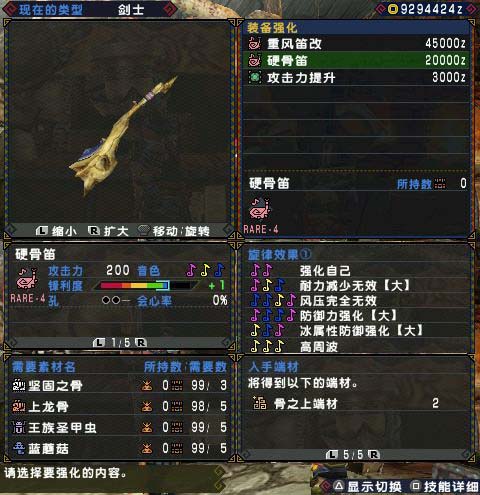 现在的类型 剑士
9294424z
装备强化
重风笛改 45000z
硬骨笛 20000z
攻击力提升 3000z
硬骨笛 所持数 0
RARE-4
L 缩小 R 扩大 移动/旋转
硬骨笛
攻击力 200 音色
锋利度 +1
RARE-4 孔 ●●— 会心率 0%
L 1/5 R
旋律效果①
强化自己
耐力减少无效【大】
风压完全无效
防御力强化【大】
冰属性防御强化【大】
高周波
需要素材名 所持数/需要数
坚固之骨 0 99/ 3
上龙骨 0 98/ 5
王族圣甲虫 0 99/ 5
蓝蘑菇 0 99/ 5
入手端材
将得到以下的端材。
骨之上端材 2
L 5/5 R
请选择要强化的内容。
△显示切换 □技能详细